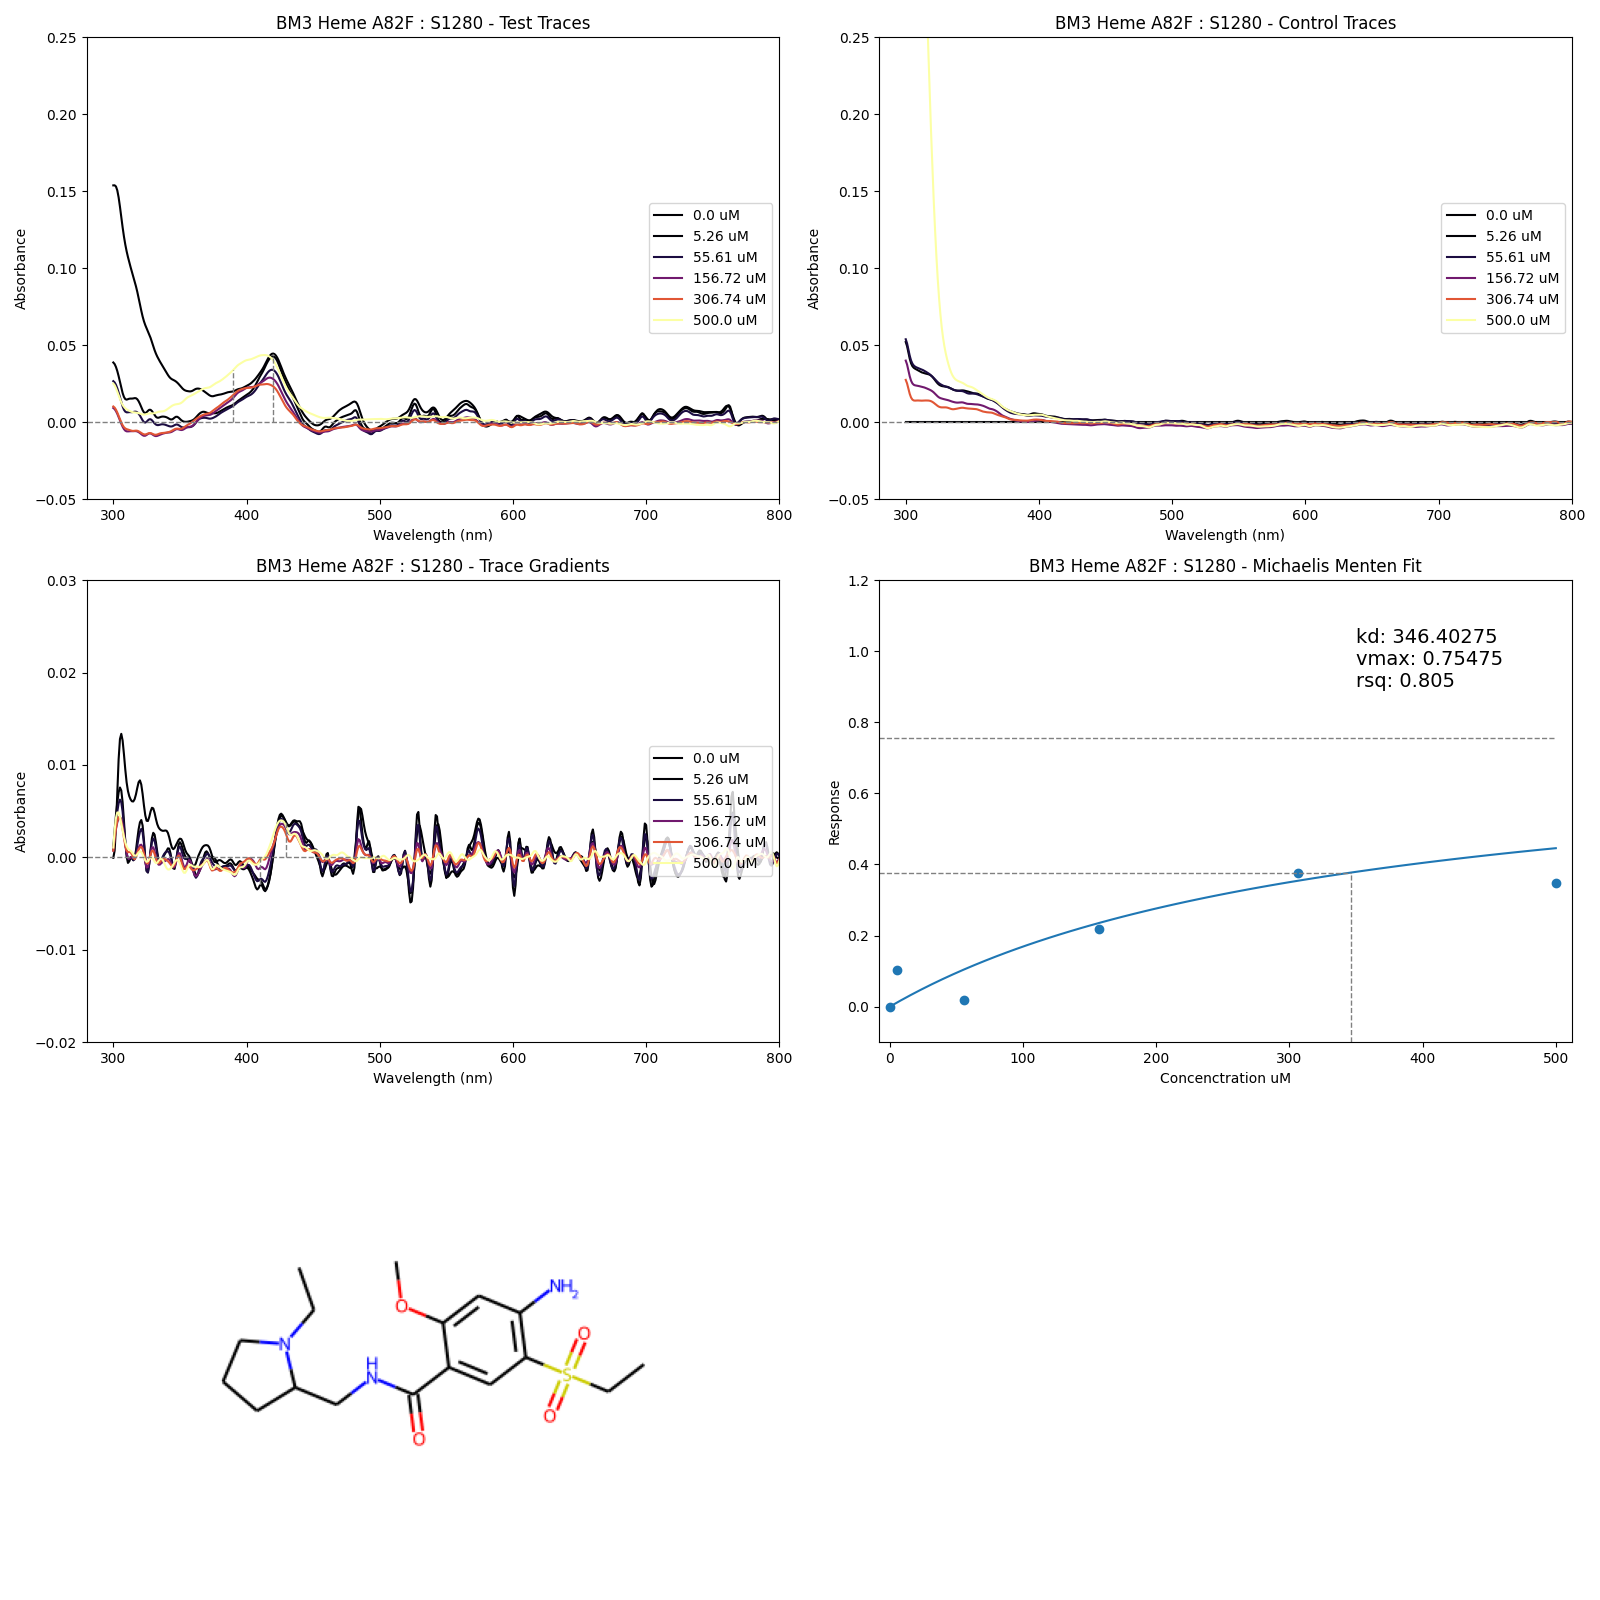 BM3 Heme A82F : S1280 - Test Traces
0.25
0.20
0.15
0.10
0.05
0.00
−0.05
Absorbance
300
400
500
600
700
800
Wavelength (nm)
0.0 uM
5.26 uM
55.61 uM
156.72 uM
306.74 uM
500.0 uM
BM3 Heme A82F : S1280 - Control Traces
0.25
0.20
0.15
0.10
0.05
0.00
−0.05
Absorbance
300
400
500
600
700
800
Wavelength (nm)
0.0 uM
5.26 uM
55.61 uM
156.72 uM
306.74 uM
500.0 uM
BM3 Heme A82F : S1280 - Trace Gradients
0.03
0.02
0.01
0.00
−0.01
−0.02
Absorbance
300
400
500
600
700
800
Wavelength (nm)
0.0 uM
5.26 uM
55.61 uM
156.72 uM
306.74 uM
500.0 uM
BM3 Heme A82F : S1280 - Michaelis Menten Fit
1.2
1.0
0.8
0.6
0.4
0.2
0.0
Response
kd: 346.40275
vmax: 0.75475
rsq: 0.805
0
100
200
300
400
500
Concenctration uM
NH2
O
O
N
H
N
S
O
O